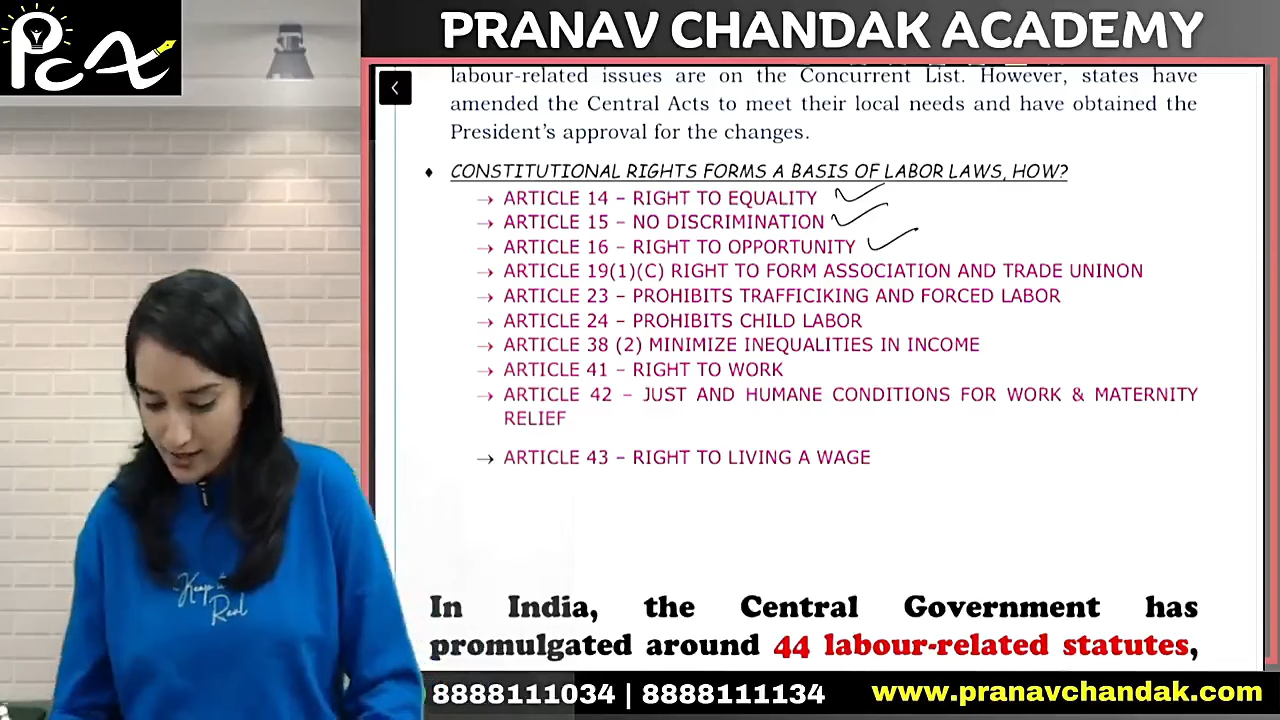 PCA
PRANAV CHANDAK ACADEMY
labour-related issues are on the Concurrent List. However, states have
amended the Central Acts to meet their local needs and have obtained the
President's approval for the changes.
♦ CONSTITUTIONAL RIGHTS FORMS A BASIS OF LABOR LAWS, HOW?
→ ARTICLE 14 – RIGHT TO EQUALITY
→ ARTICLE 15 – NO DISCRIMINATION
→ ARTICLE 16 – RIGHT TO OPPORTUNITY
→ ARTICLE 19(1)(C) RIGHT TO FORM ASSOCIATION AND TRADE UNINON
→ ARTICLE 23 – PROHIBITS TRAFFICIKING AND FORCED LABOR
→ ARTICLE 24 – PROHIBITS CHILD LABOR
→ ARTICLE 38 (2) MINIMIZE INEQUALITIES IN INCOME
→ ARTICLE 41 – RIGHT TO WORK
→ ARTICLE 42 – JUST AND HUMANE CONDITIONS FOR WORK & MATERNITY
RELIEF
→ ARTICLE 43 – RIGHT TO LIVING A WAGE
In India, the Central Government has
promulgated around 44 labour-related statutes,
Keep it
Real
8888111034 | 8888111134
www.pranavchandak.com